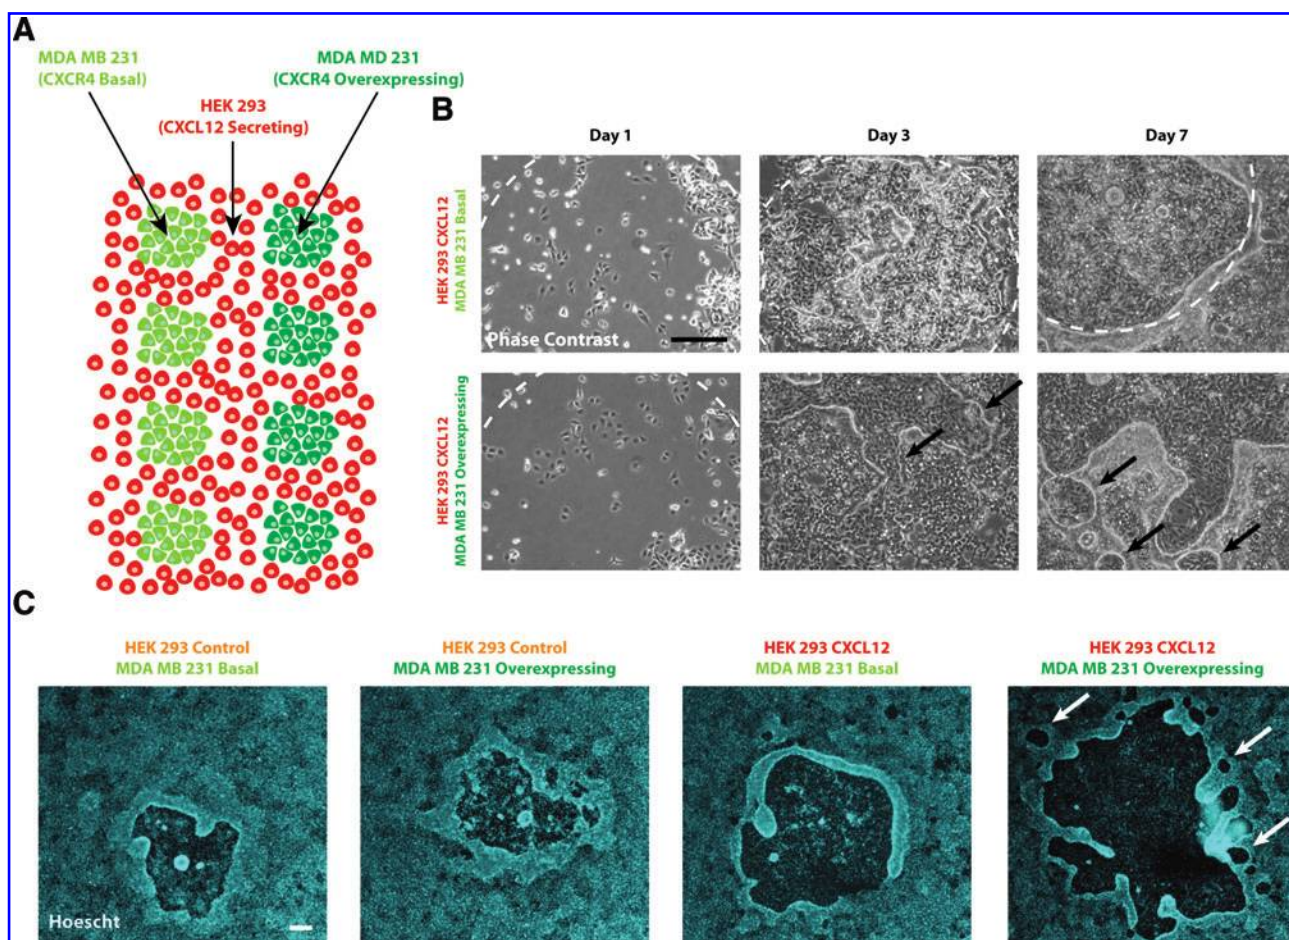 A
MDA MB 231
(CXCR4 Basal)
MDA MD 231
(CXCR4 Overexpressing)
HEK 293
(CXCL12 Secreting)
B
Day 1
Day 3
Day 7
HEK 293 CXCL12
MDA MB 231 Basal
Phase Contrast
HEK 293 CXCL12
MDA MB 231 Overexpressing
C
HEK 293 Control
MDA MB 231 Basal
HEK 293 Control
MDA MB 231 Overexpressing
HEK 293 CXCL12
MDA MB 231 Basal
HEK 293 CXCL12
MDA MB 231 Overexpressing
Hoescht